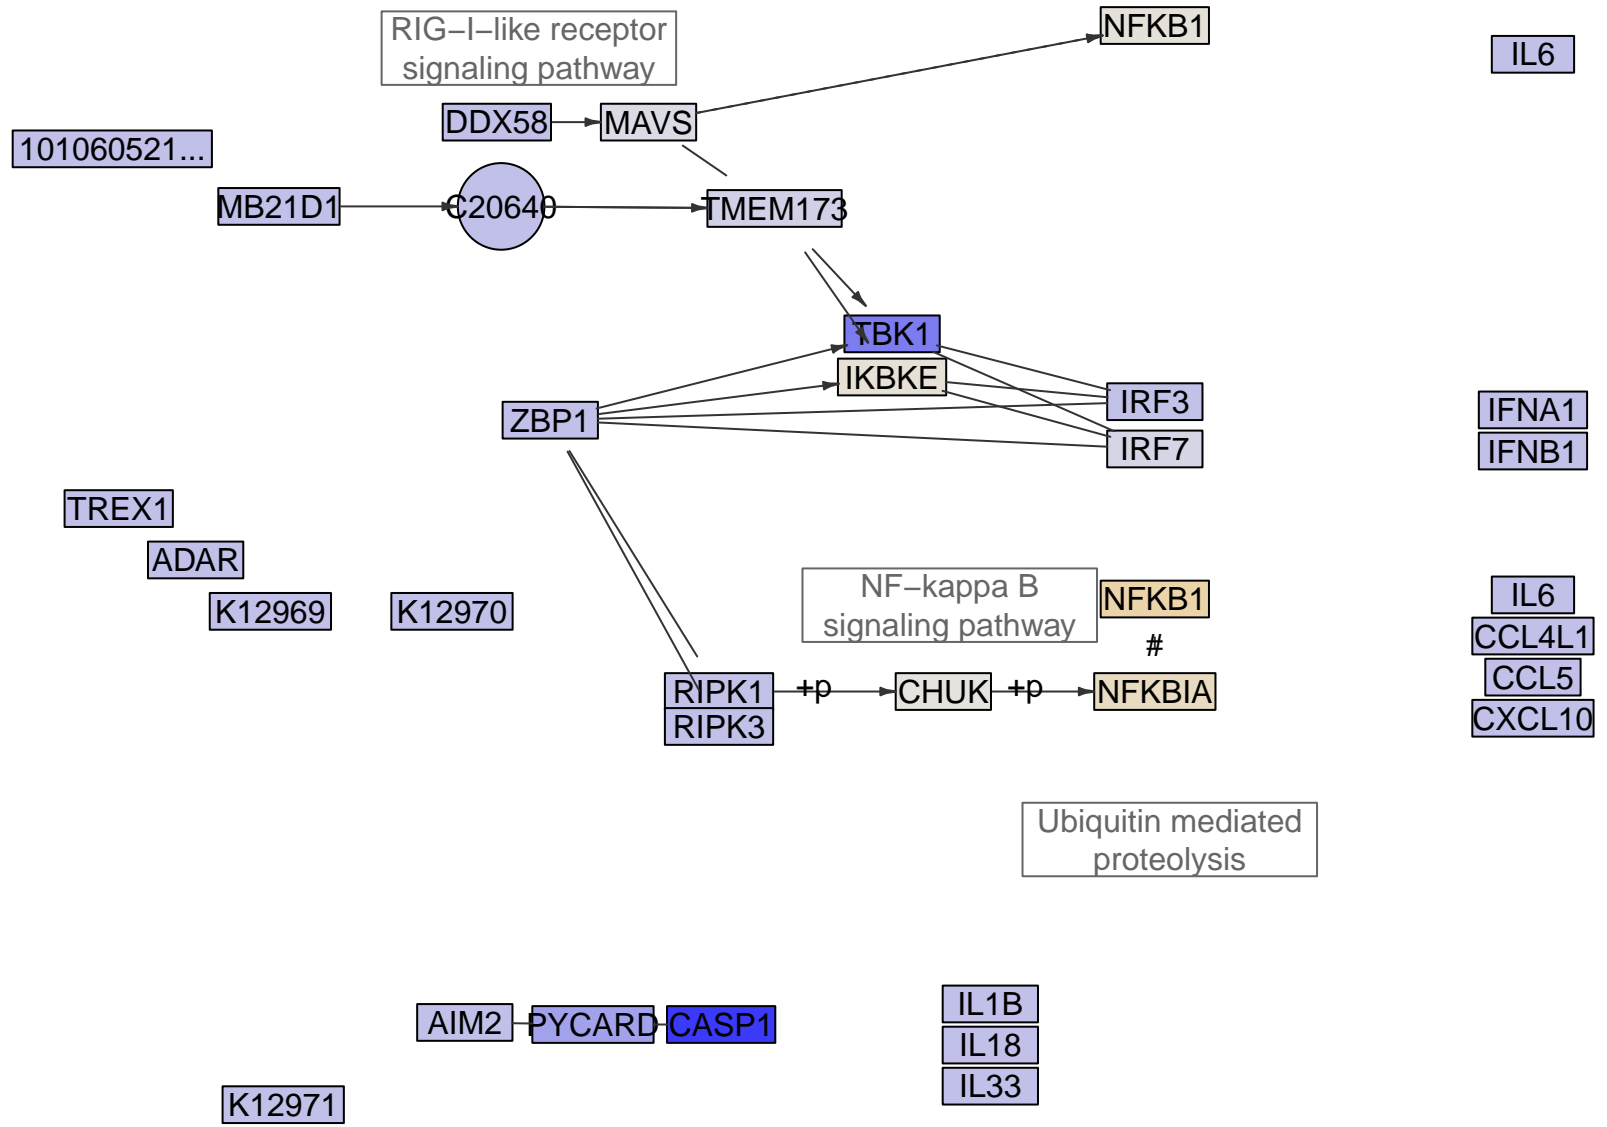 RIG−I−like receptor
signaling pathway
NFKB1
IL6
DDX58
MAVS
101060521...
MB21D1
C20640
TMEM173
TBK1
IKBKE
ZBP1
IRF3
IRF7
IFNA1
IFNB1
TREX1
ADAR
K12969
K12970
NF−kappa B
signaling pathway
NFKB1
#
IL6
CCL4L1
CCL5
CXCL10
RIPK1
+p
CHUK
+p
NFKBIA
RIPK3
Ubiquitin mediated
proteolysis
AIM2
PYCARD
CASP1
IL1B
IL18
IL33
K12971